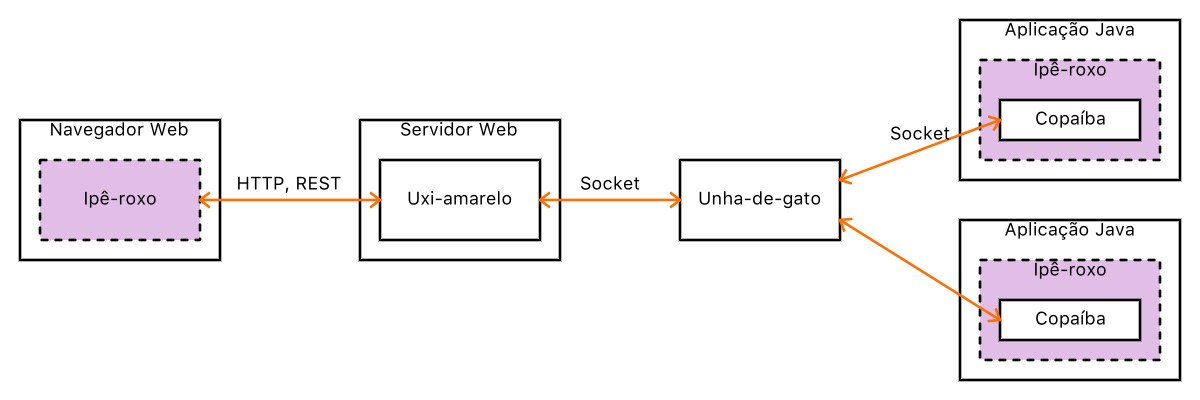 Navegador Web
Ipê-roxo
HTTP, REST
Servidor Web
Uxi-amarelo
Socket
Unha-de-gato
Socket
Aplicação Java
Ipê-roxo
Copaíba
Aplicação Java
Ipê-roxo
Copaíba